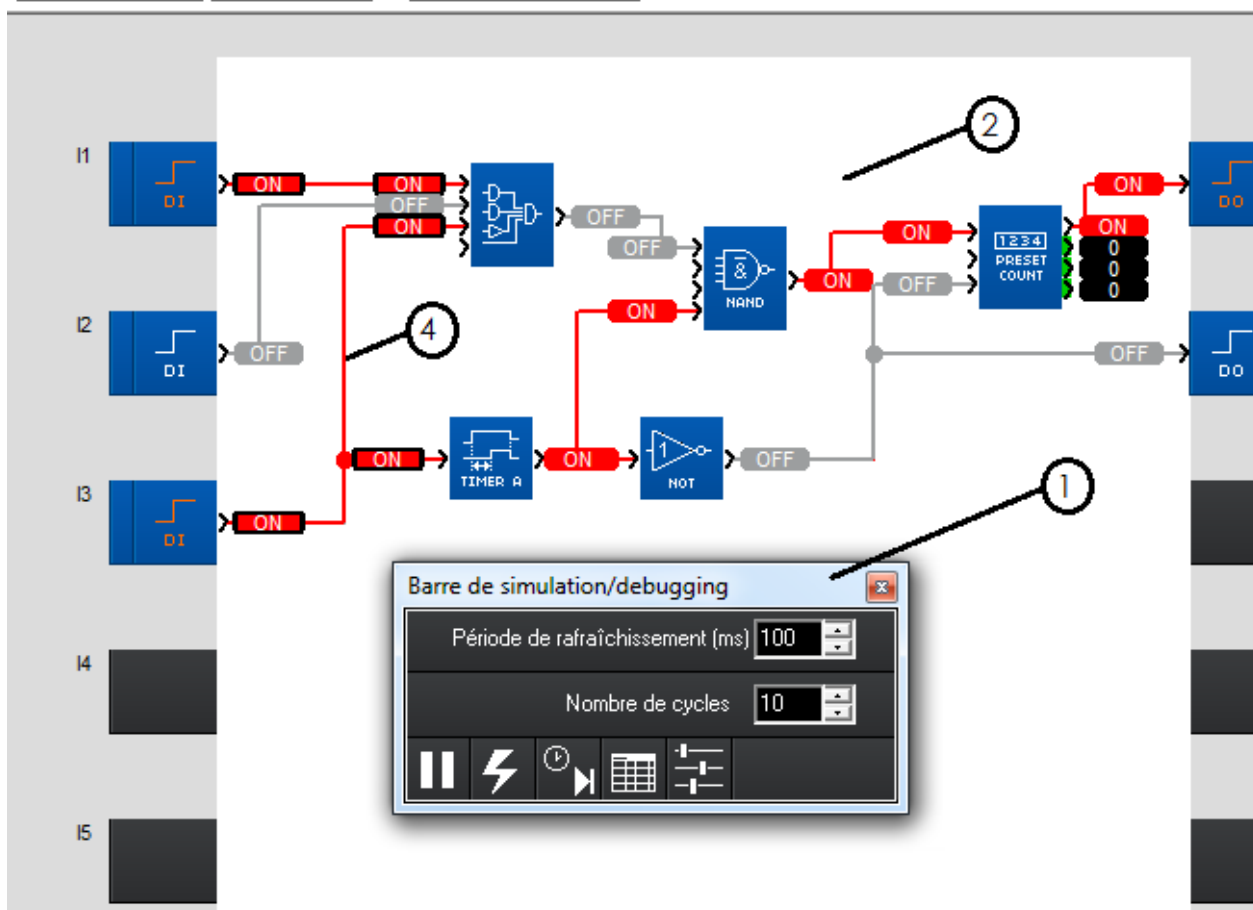 2
I1
DI
ON
ON
OFF
ON
OFF
OFF
&
NAND
ON
ON
ON
OFF
1234
PRESET
COUNT
ON
ON
0
0
0
DO
I2
DI
OFF
4
OFF
DO
ON
TIMER A
ON
1
NOT
OFF
I3
DI
ON
1
Barre de simulation/debugging
x
Période de rafraîchissement (ms) 100
Nombre de cycles 10
I4
I5